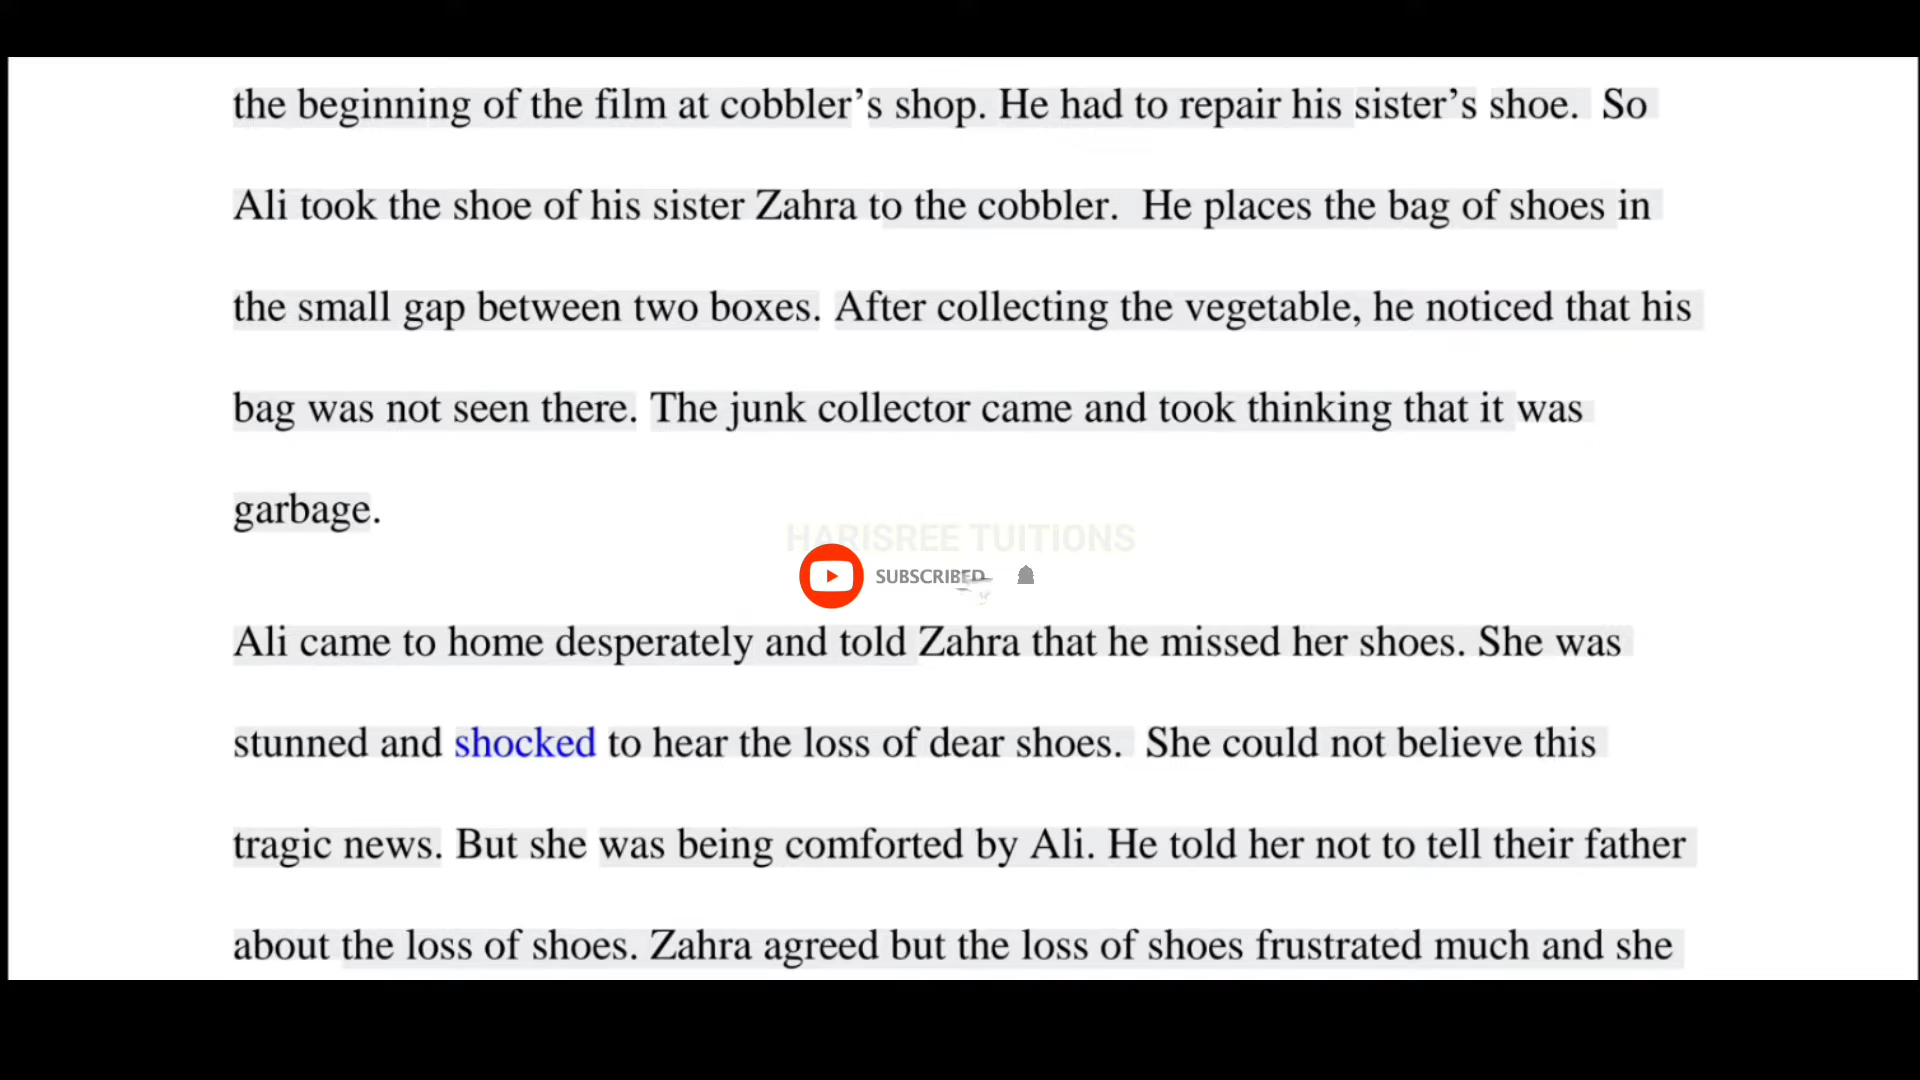 the beginning of the film at cobbler’s shop. He had to repair his sister’s shoe. So
Ali took the shoe of his sister Zahra to the cobbler. He places the bag of shoes in
the small gap between two boxes. After collecting the vegetable, he noticed that his
bag was not seen there. The junk collector came and took thinking that it was
garbage.
HARISREE TUITIONS
SUBSCRIBED
Ali came to home desperately and told Zahra that he missed her shoes. She was
stunned and shocked to hear the loss of dear shoes. She could not believe this
tragic news. But she was being comforted by Ali. He told her not to tell their father
about the loss of shoes. Zahra agreed but the loss of shoes frustrated much and she